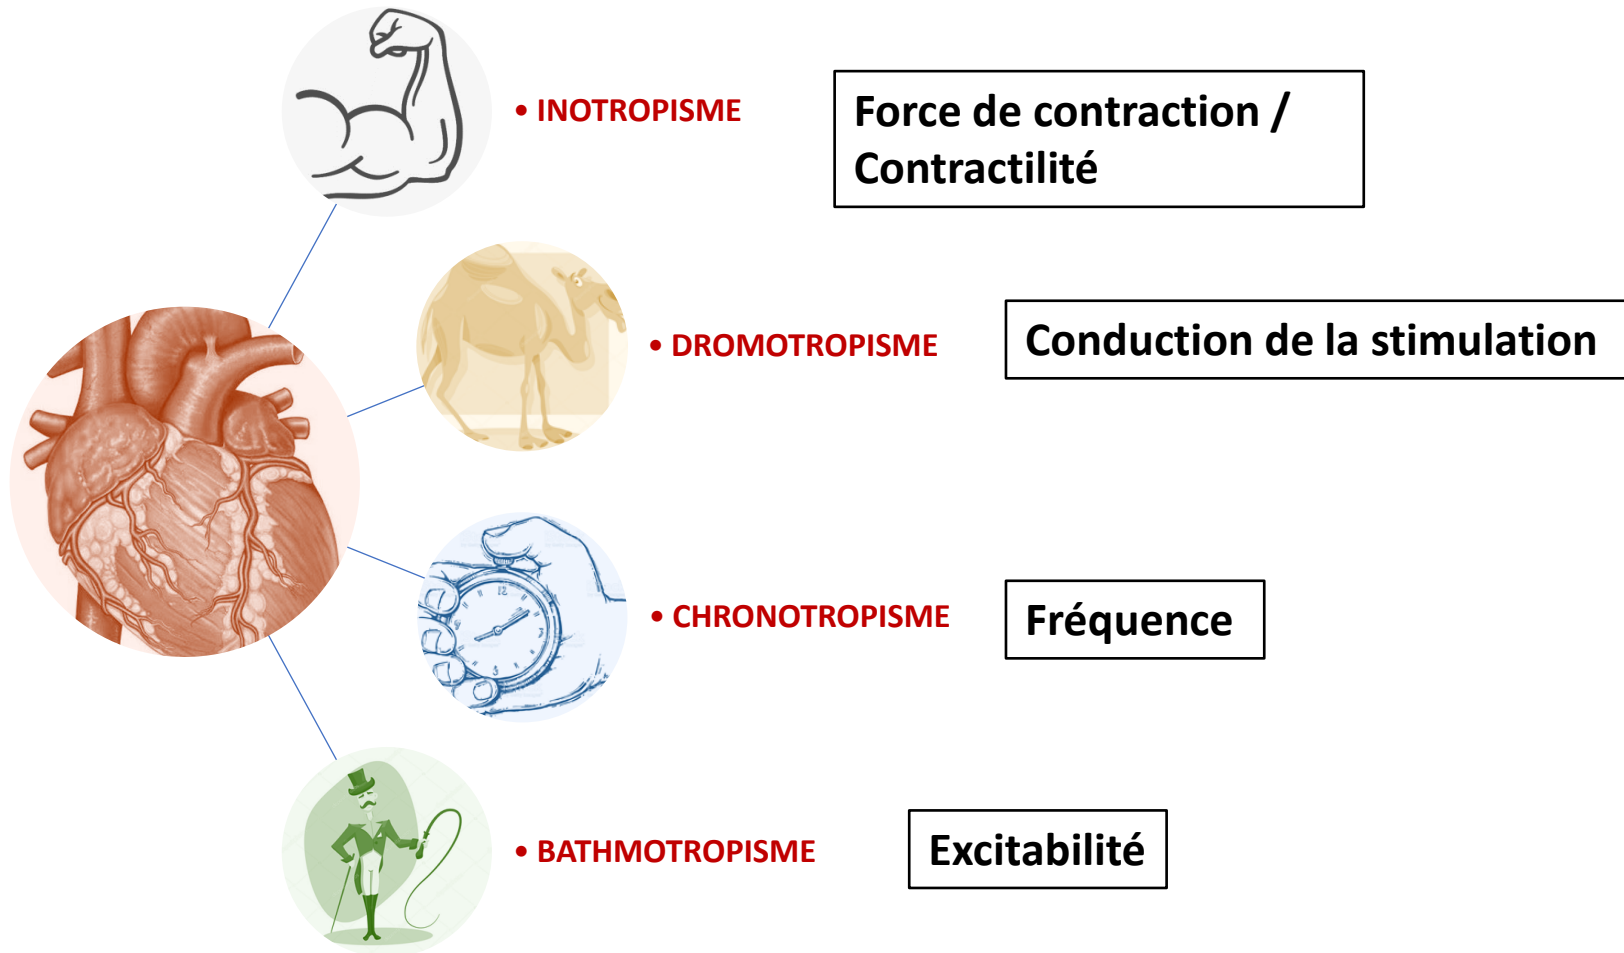 • INOTROPISME
Force de contraction /
Contractilité
• DROMOTROPISME
Conduction de la stimulation
• CHRONOTROPISME
Fréquence
• BATHMOTROPISME
Excitabilité